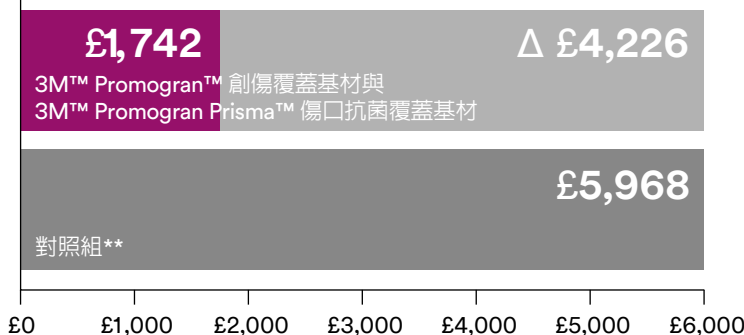 £1,742
Δ £4,226
3M™ Promogran™ 創傷覆蓋基材與
3M™ Promogran Prisma™ 傷口抗菌覆蓋基材
£5,968
對照組**
£0 £1,000 £2,000 £3,000 £4,000 £5,000 £6,000